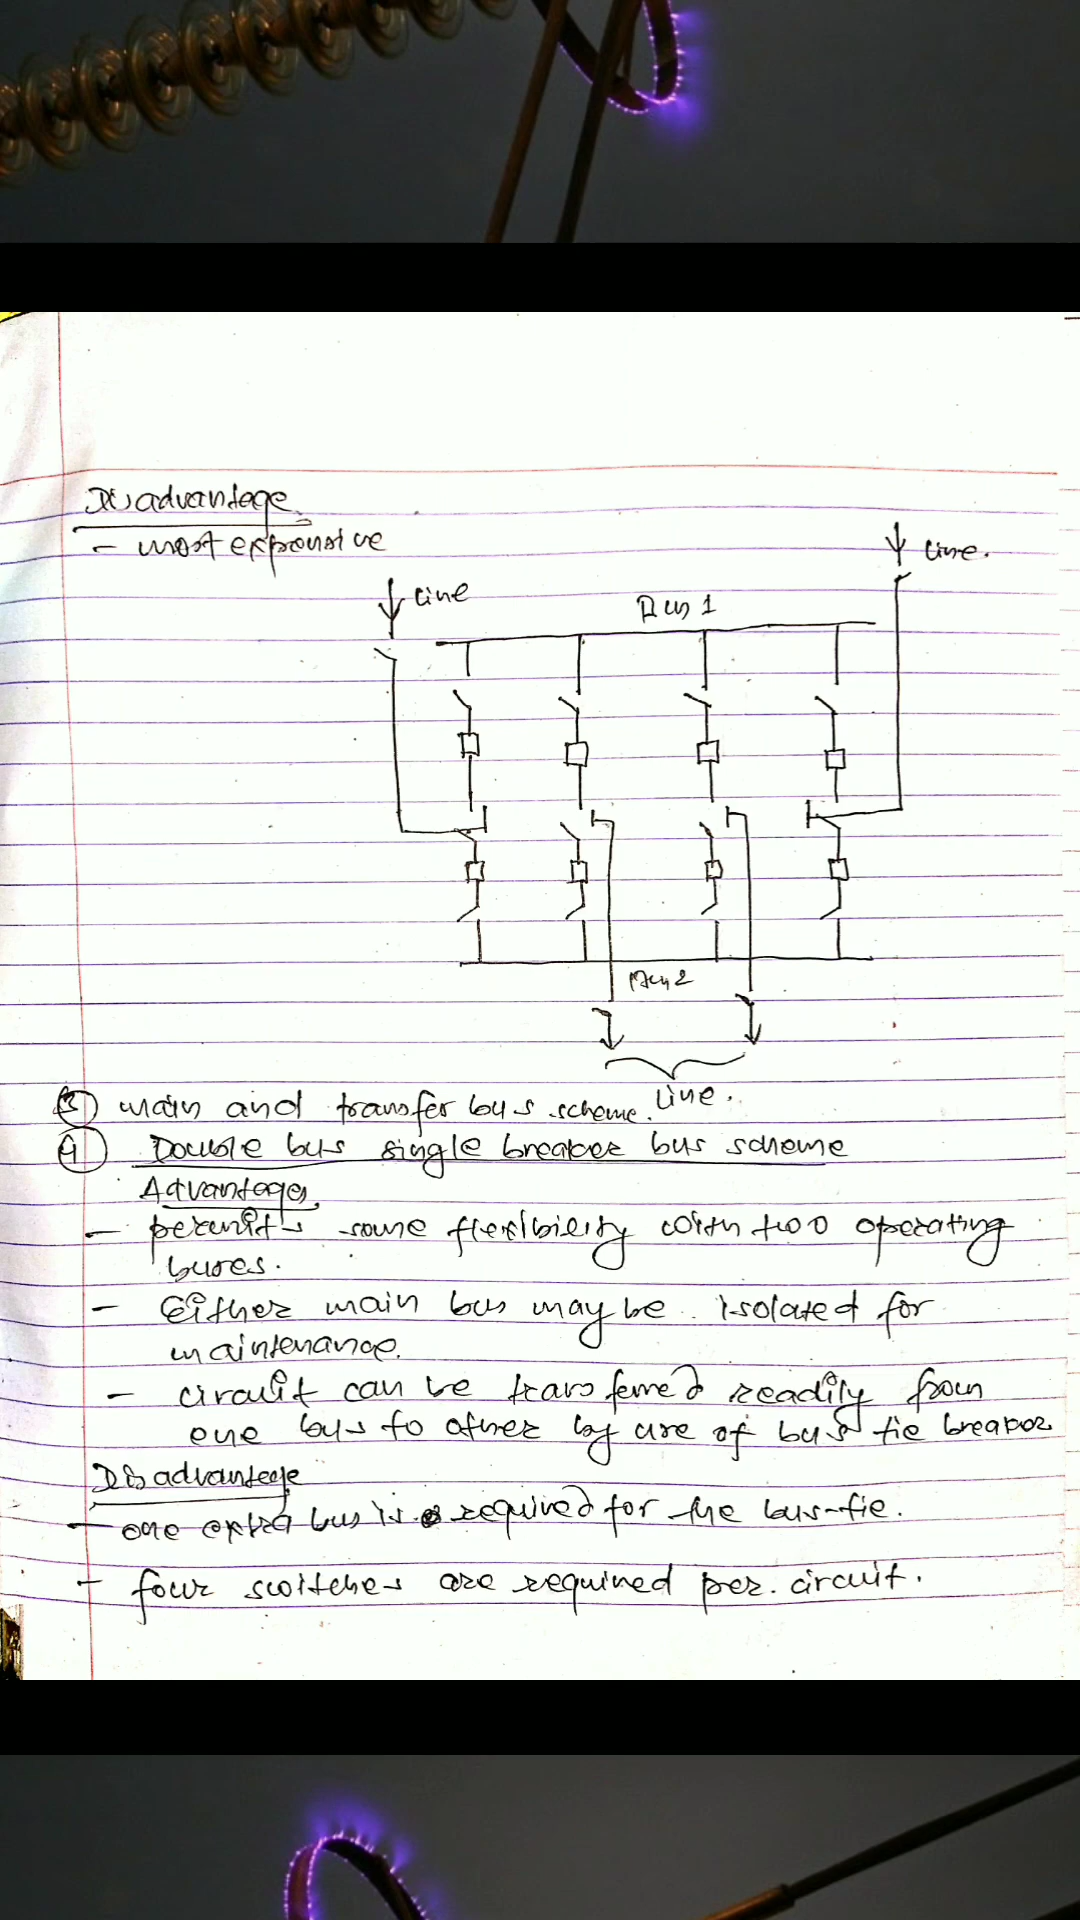 Disadvantage
- most expensive
line.
line
Bus 1
Bus 2
line.
③ main and transfer bus scheme.
④ Double bus single breaker bus scheme
Advantages
- permits some flexibility with two operating
buses.
- Either main bus may be isolated for
maintenance.
- circuit can be transferred readily from
one bus to other by use of bus tie breaker
Disadvantage
- one extra bus is required for the bus-tie.
- four switches are required per. circuit.